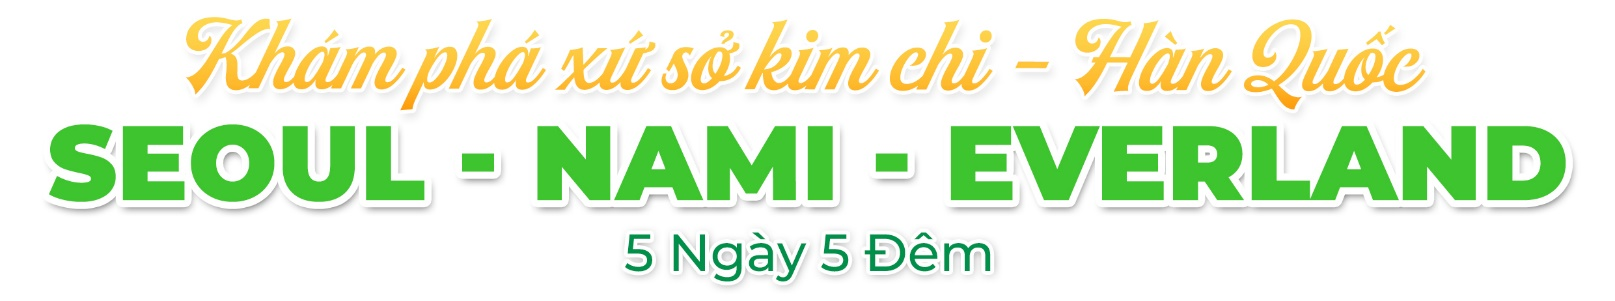 Khám phá xứ sở kim chi - Hàn Quốc
SEOUL - NAMI - EVERLAND
5 Ngày 5 Đêm